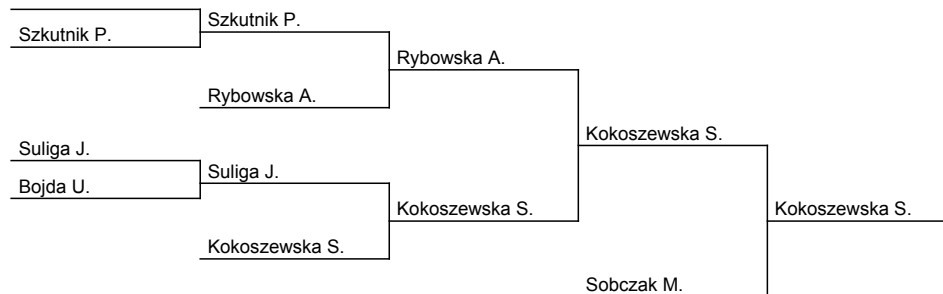 Szkutnik P.
Szkutnik P.
Rybowska A.
Rybowska A.
Kokoszewska S.
Suliga J.
Suliga J.
Bojda U.
Kokoszewska S.
Kokoszewska S.
Kokoszewska S.
Sobczak M.